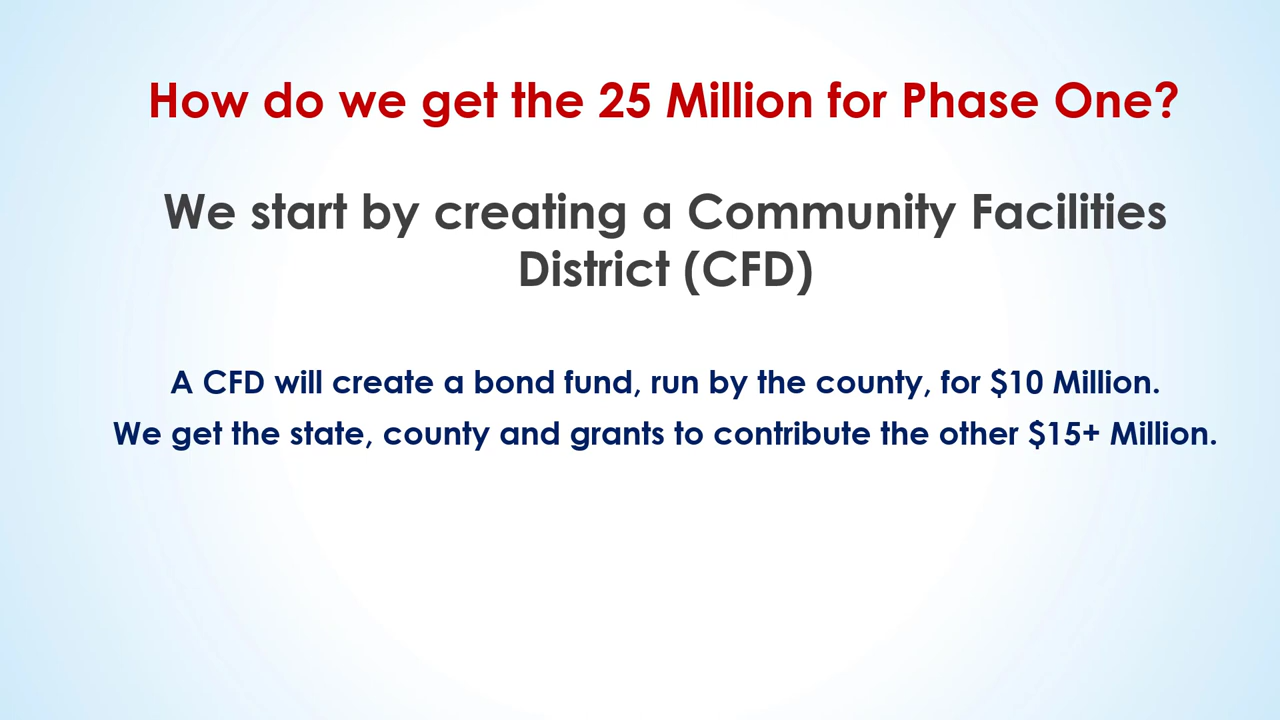 How do we get the 25 Million for Phase One?
We start by creating a Community Facilities
District (CFD)
A CFD will create a bond fund, run by the county, for $10 Million.
We get the state, county and grants to contribute the other $15+ Million.